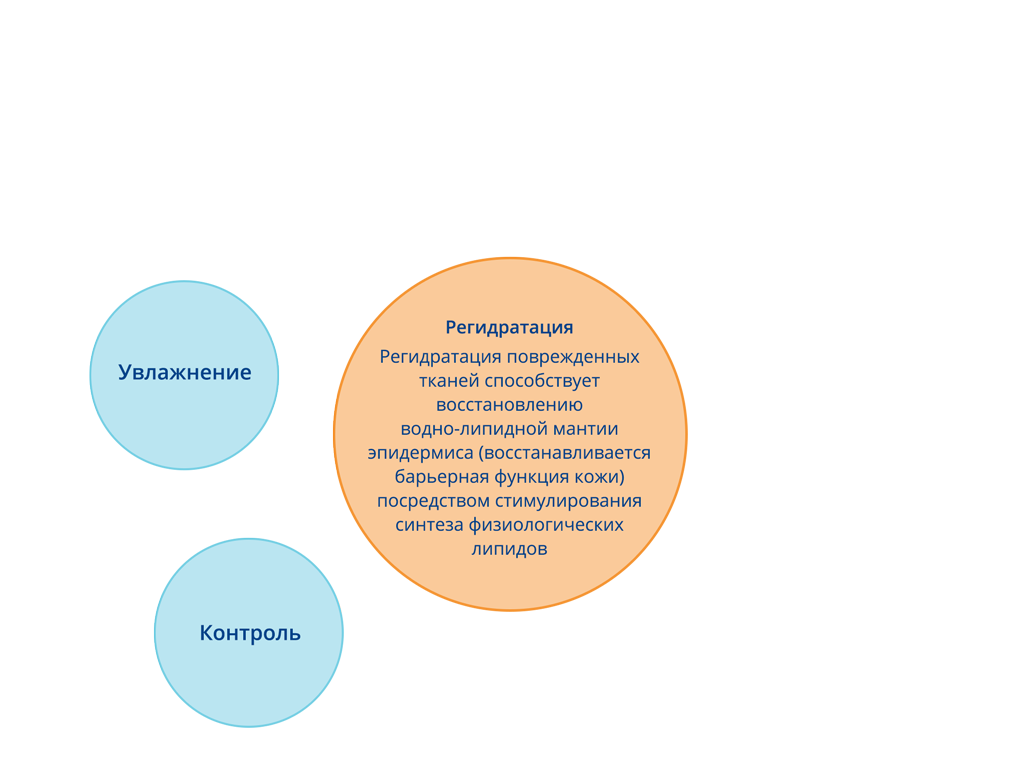 Увлажнение
Регидратация
Регидратация поврежденных
тканей способствует
восстановлению
водно-липидной мантии
эпидермиса (восстанавливается
барьерная функция кожи)
посредством стимулирования
синтеза физиологических
липидов
Контроль